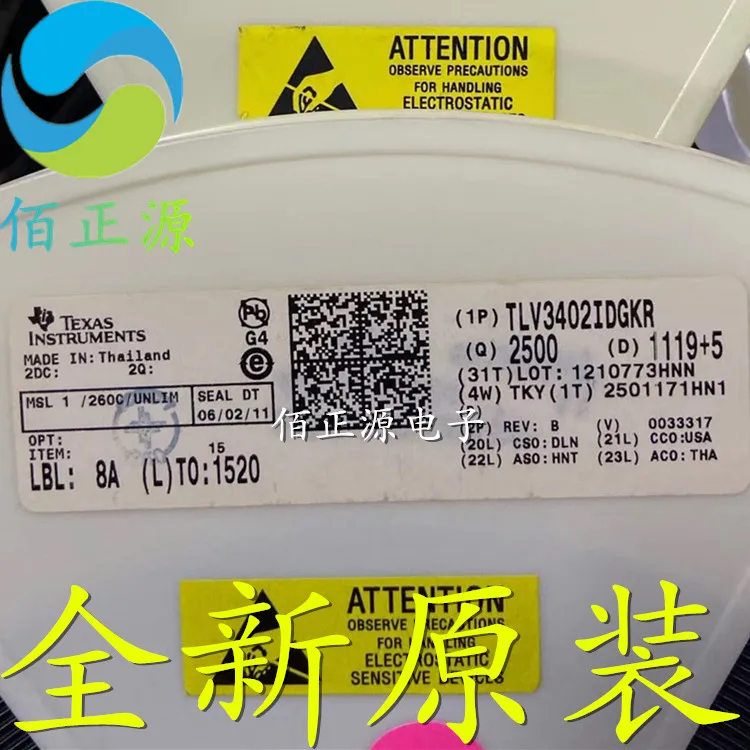 ATTENTION
OBSERVE PRECAUTIONS
FOR HANDLING
ELECTROSTATIC
佰正源
TEXAS
INSTRUMENTS
Pb
G4
e
MADE IN: Thailand
2DC: 2Q:
MSL 1 /260C/UNLIM
SEAL DT
06/02/11
OPT:
ITEM: 15
LBL: 8A (L)TO:1520
(1P) TLV3402IDGKR
(Q) 2500 (D) 1119+5
(31T)LOT: 1210773HNN
(4W) TKY(1T) 2501171HN1
REV: B (V) 0033317
(20L) CSO:DLN (21L) CCO:USA
(22L) ASO:HNT (23L) ACO:THA
佰正源电子
ATTENTION
OBSERVE PRECAUTIONS
FOR HANDLING
ELECTROSTATIC
SENSITIVE DEVICES
全新原装